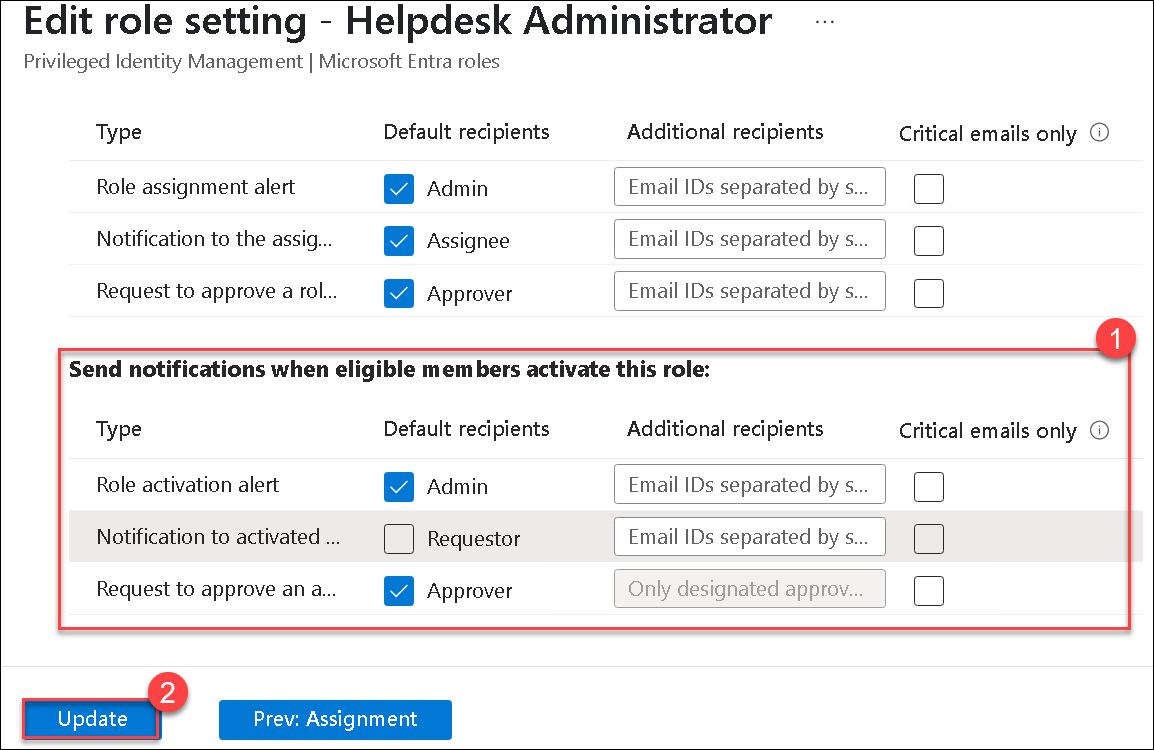 Edit role setting - Helpdesk Administrator ...
Privileged Identity Management | Microsoft Entra roles
Type Default recipients Additional recipients Critical emails only
Role assignment alert Admin Email IDs separated by s...
Notification to the assig... Assignee Email IDs separated by s...
Request to approve a rol... Approver Email IDs separated by s...
1
Send notifications when eligible members activate this role:
Type Default recipients Additional recipients Critical emails only
Role activation alert Admin Email IDs separated by s...
Notification to activated ... Requestor Email IDs separated by s...
Request to approve an a... Approver Only designated approv...
2
Update Prev: Assignment